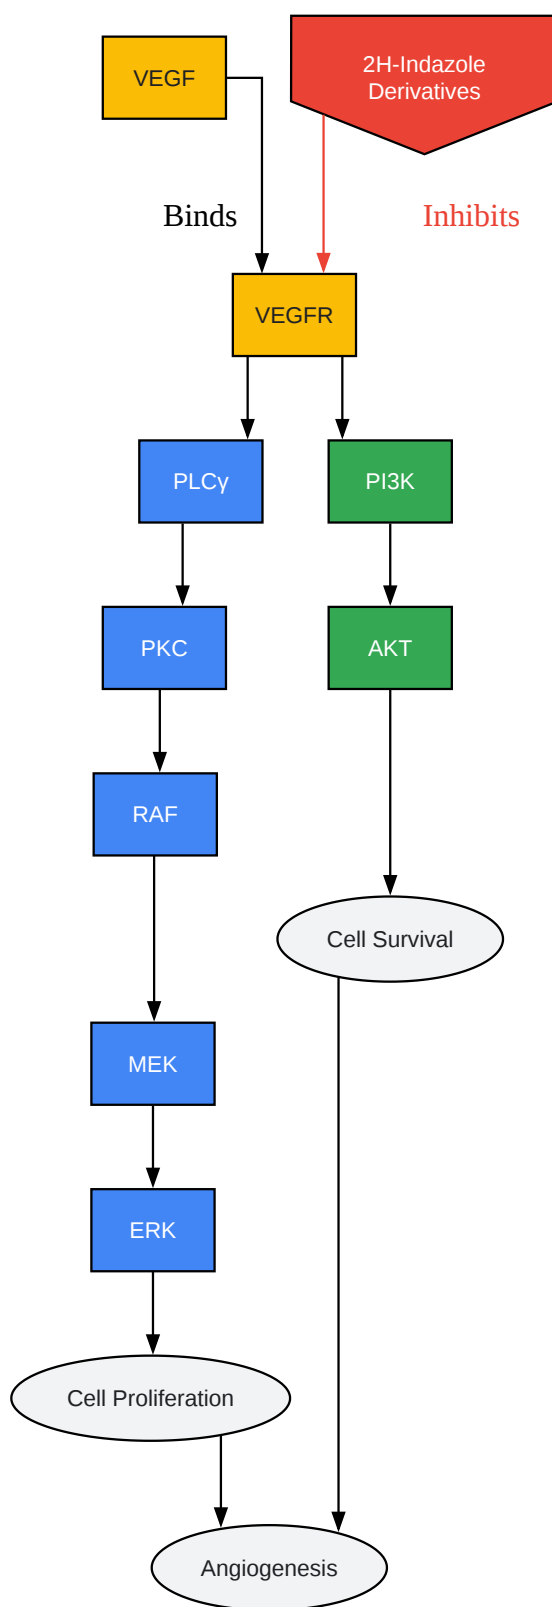 VEGF
2H-Indazole
Derivatives
Binds
Inhibits
VEGFR
PLCγ
PI3K
PKC
AKT
RAF
Cell Survival
MEK
ERK
Cell Proliferation
Angiogenesis